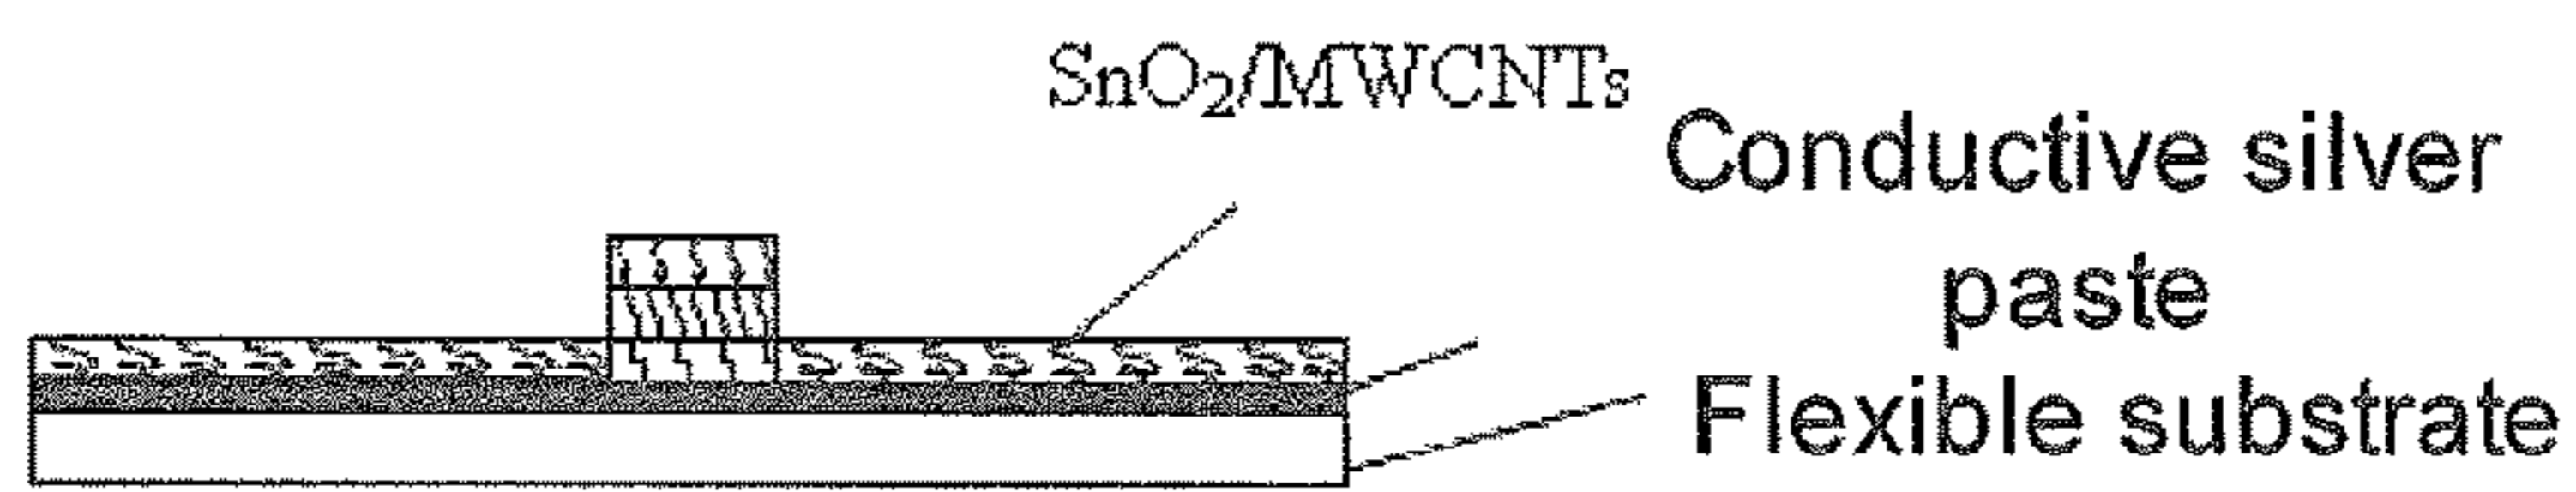 SnO₂/MWCNTs
Conductive silver
paste
Flexible substrate